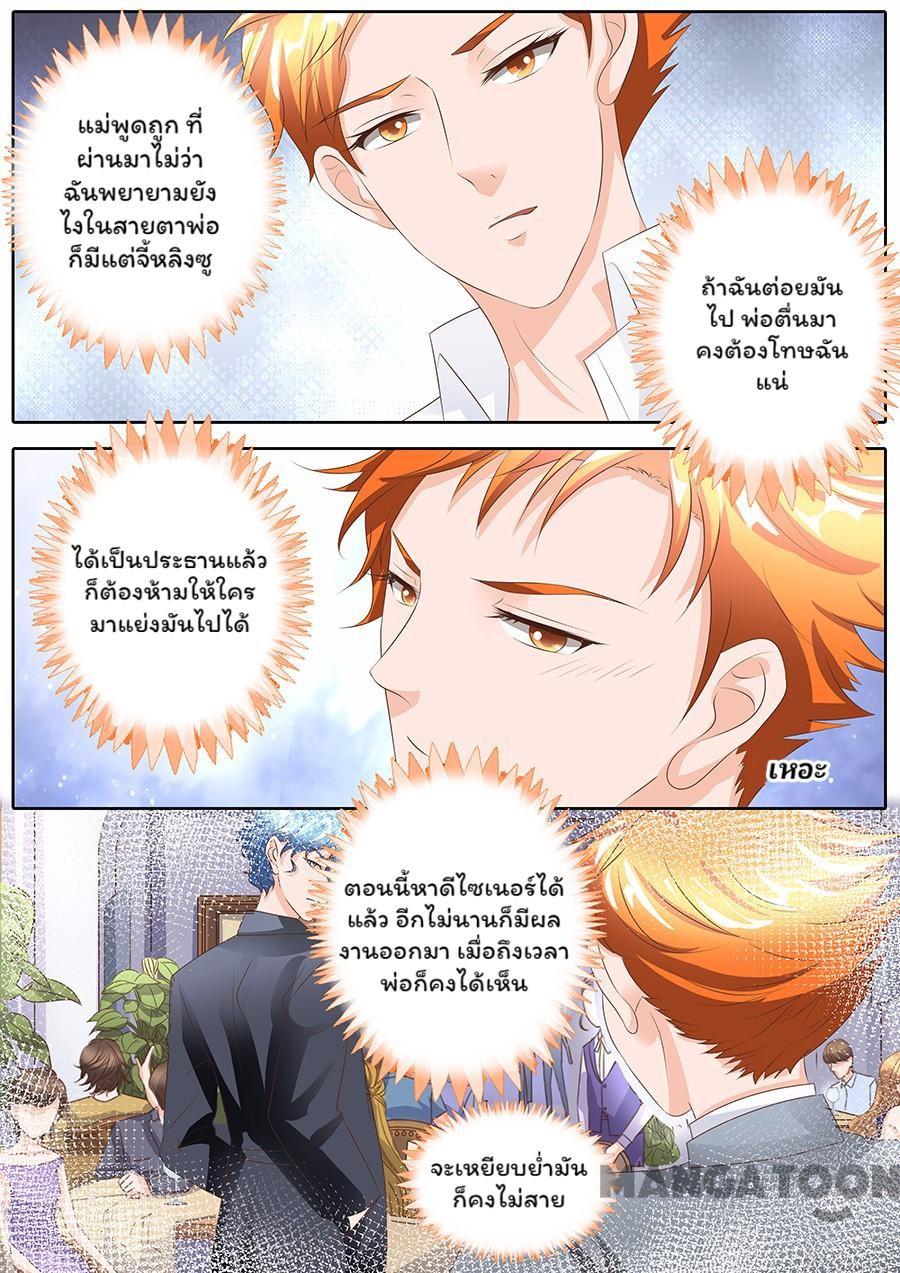 แม่พูดถูก ที่
ผ่านมาไม่ว่า
ฉันพยายามยัง
ไงในสายตาพ่อ
ก็มีแต่จี้หลิงซู
ถ้าฉันต่อยมัน
ไป พ่อตื่นมา
คงต้องโทษฉัน
แน่
ได้เป็นประธานแล้ว
ก็ต้องห้ามให้ใคร
มาแย่งมันไปได้
เหอะ
ตอนนี้หาดีไซเนอร์ได้
แล้ว อีกไม่นานก็มีผล
งานออกมา เมื่อถึงเวลา
พ่อก็คงได้เห็น
จะเหยียบย่ำมัน
ก็คงไม่สาย
MANGATOON